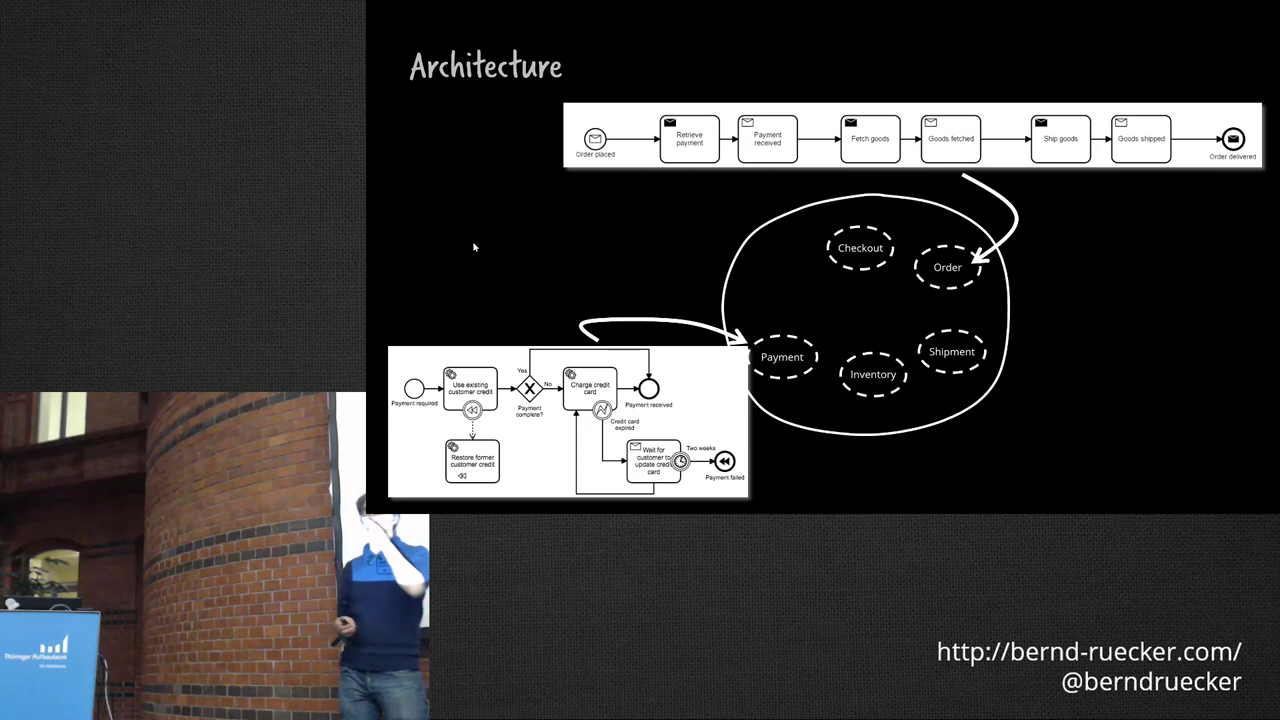 Architecture
Order placed
Retrieve
payment
Payment
received
Fetch goods
Goods fetched
Ship goods
Goods shipped
Order delivered
Checkout
Order
Payment
Inventory
Shipment
Payment required
Use existing
customer credit
Yes
No
Payment
complete?
Charge credit
card
Payment received
Credit card
expired
Restore former
customer credit
Wait for
customer to
update credit
card
Two weeks
Payment failed
Thüringer Aufbaubank
http://bernd-ruecker.com/
@berndruecker